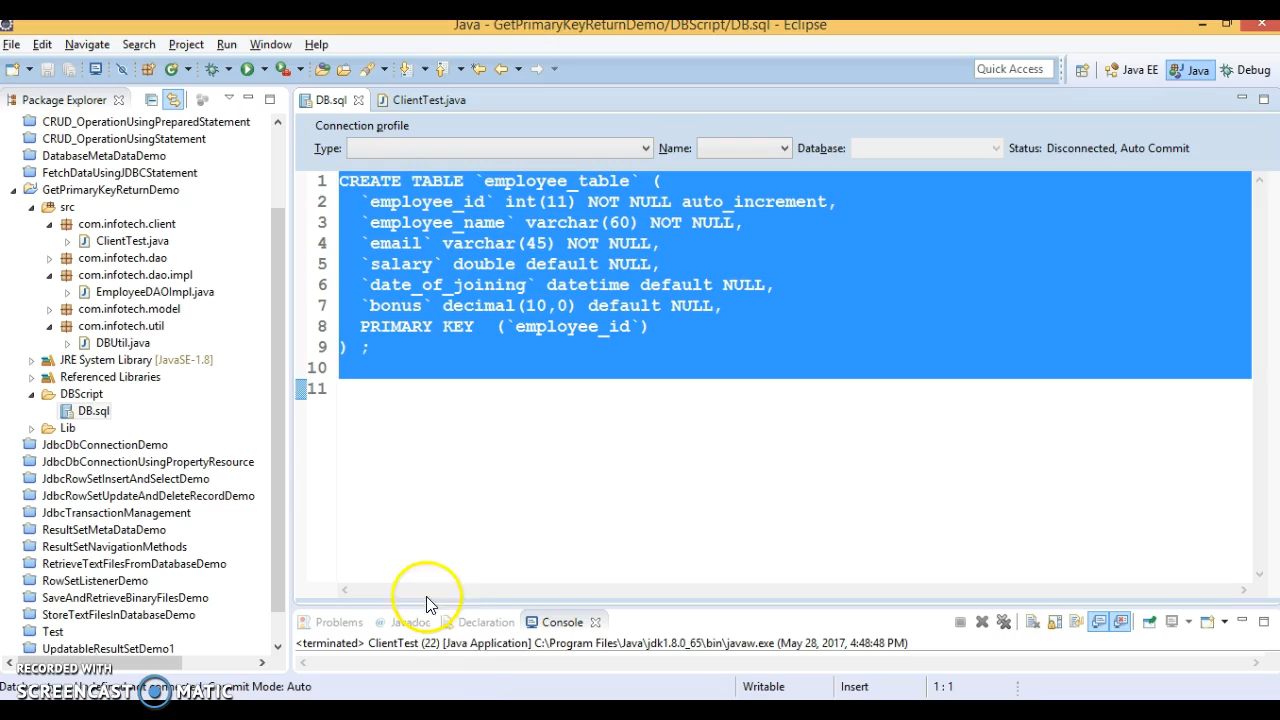 Java - GetPrimaryKeyReturnDemo/DBScript/DB.sql - Eclipse
File Edit Navigate Search Project Run Window Help
Quick Access Java EE Java Debug
Package Explorer
DB.sql ClientTest.java
Connection profile
Type: Name: Database: Status: Disconnected, Auto Commit
CRUD_OperationUsingPreparedStatement
CRUD_OperationUsingStatement
DatabaseMetaDataDemo
FetchDataUsingJDBCStatement
GetPrimaryKeyReturnDemo
src
com.infotech.client
ClientTest.java
com.infotech.dao
com.infotech.dao.impl
EmployeeDAOImpl.java
com.infotech.model
com.infotech.util
DBUtil.java
JRE System Library [JavaSE-1.8]
Referenced Libraries
DBScript
DB.sql
Lib
JdbcDbConnectionDemo
JdbcDbConnectionUsingPropertyResource
JdbcRowSetInsertAndSelectDemo
JdbcRowSetUpdateAndDeleteRecordDemo
JdbcTransactionManagement
ResultSetMetaDataDemo
ResultSetNavigationMethods
RetrieveTextFilesFromDatabaseDemo
RowSetListenerDemo
SaveAndRetrieveBinaryFilesDemo
StoreTextFilesInDatabaseDemo
Test
UpdatableResultSetDemo1
1 CREATE TABLE `employee_table` (
2 `employee_id` int(11) NOT NULL auto_increment,
3 `employee_name` varchar(60) NOT NULL,
4 `email` varchar(45) NOT NULL,
5 `salary` double default NULL,
6 `date_of_joining` datetime default NULL,
7 `bonus` decimal(10,0) default NULL,
8 PRIMARY KEY (`employee_id`)
9 ) ;
10
11
Problems Javadoc Declaration Console
<terminated> ClientTest (22) [Java Application] C:\Program Files\Java\jdk1.8.0_65\bin\javaw.exe (May 28, 2017, 4:48:48 PM)
RECORDED WITH
SCREENCAST MATIC
Commit Mode: Auto
Writable Insert 1 : 1